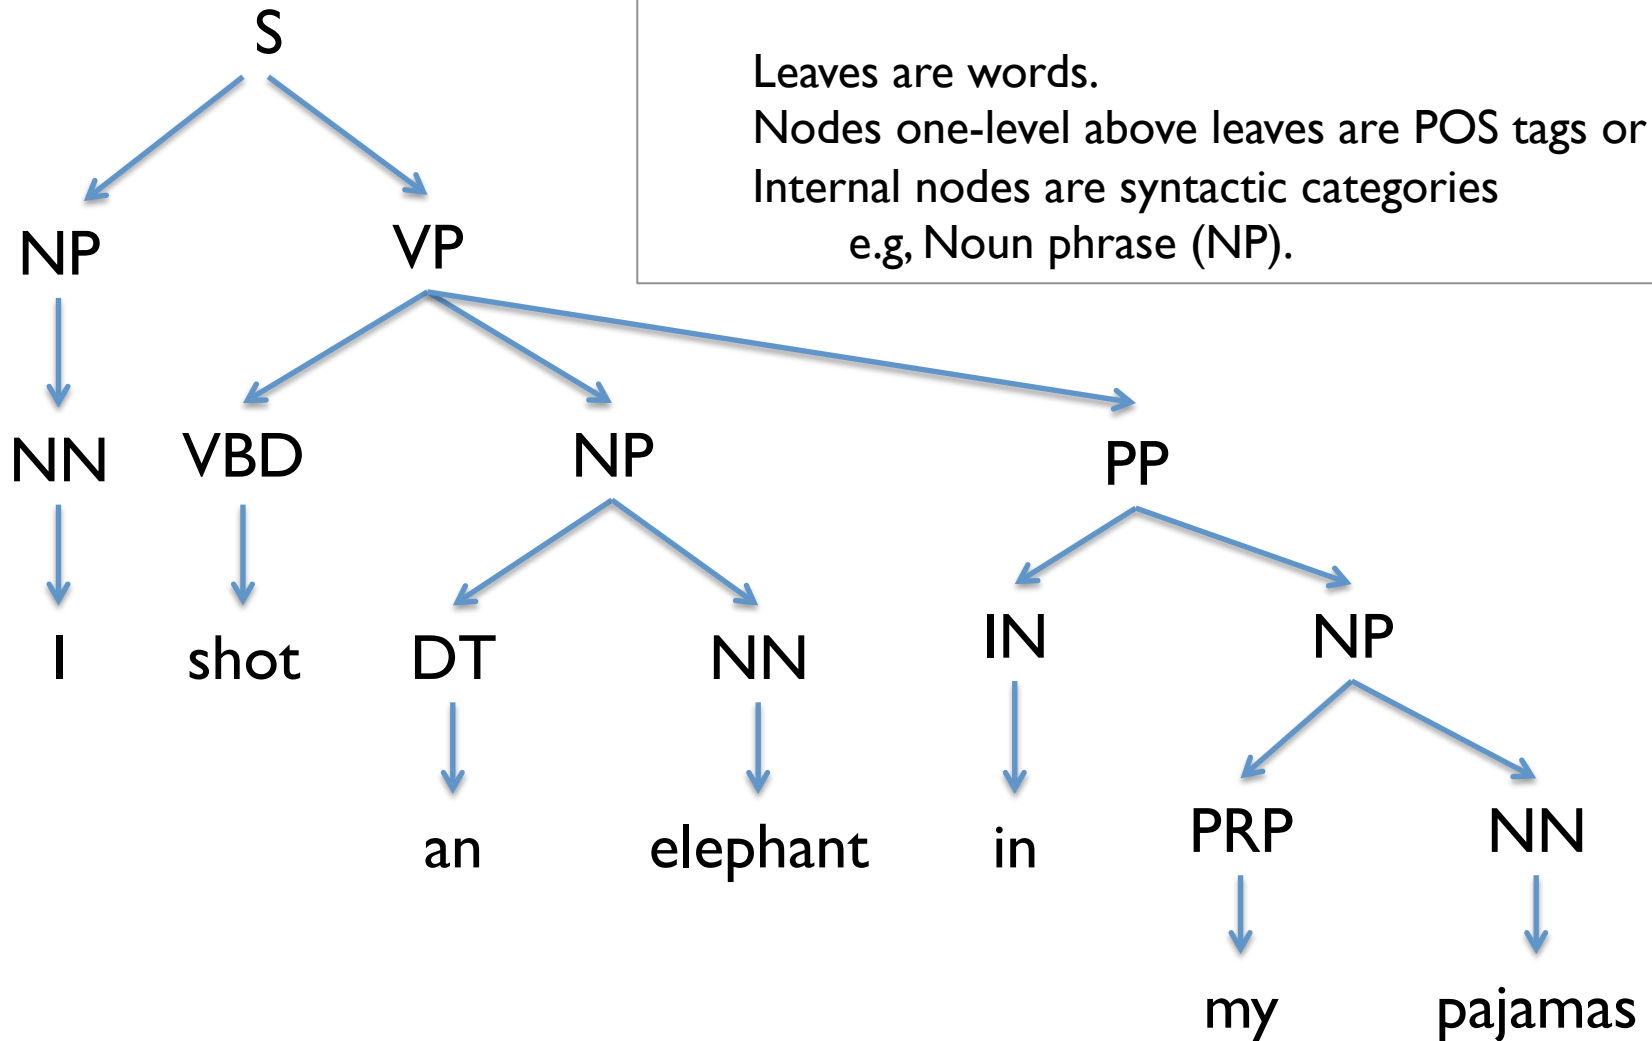 S
Leaves are words.
Nodes one-level above leaves are POS tags or
Internal nodes are syntactic categories
e.g, Noun phrase (NP).
NP VP
NN VBD NP PP
I shot DT NN IN NP
an elephant in PRP NN
my pajamas